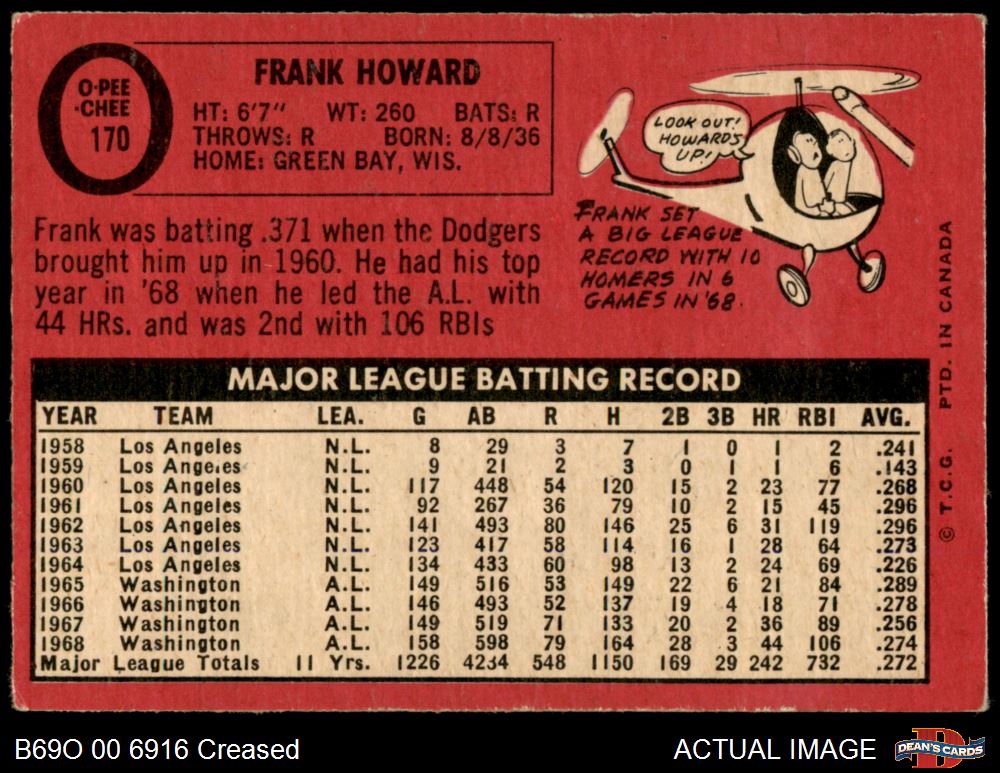 O-PEE
-CHEE
170
FRANK HOWARD
HT: 6'7" WT: 260 BATS: R
THROWS: R BORN: 8/8/36
HOME: GREEN BAY, WIS.
LOOK OUT!
HOWARD'S
UP!
FRANK SET
A BIG LEAGUE
RECORD WITH 10
HOMERS IN 6
GAMES IN '68.
Frank was batting .371 when the Dodgers
brought him up in 1960. He had his top
year in '68 when he led the A.L. with
44 HRs. and was 2nd with 106 RBIs
MAJOR LEAGUE BATTING RECORD
YEAR TEAM LEA. G AB R H 2B 3B HR RBI AVG.
1958 Los Angeles N.L. 8 29 3 7 1 0 1 2 .241
1959 Los Angeles N.L. 9 21 2 3 0 1 1 6 .143
1960 Los Angeles N.L. 117 448 54 120 15 2 23 77 .268
1961 Los Angeles N.L. 92 267 36 79 10 2 15 45 .296
1962 Los Angeles N.L. 141 493 80 146 25 6 31 119 .296
1963 Los Angeles N.L. 123 417 58 114 16 1 28 64 .273
1964 Los Angeles N.L. 134 433 60 98 13 2 24 69 .226
1965 Washington A.L. 149 516 53 149 22 6 21 84 .289
1966 Washington A.L. 146 493 52 137 19 4 18 71 .278
1967 Washington A.L. 149 519 71 133 20 2 36 89 .256
1968 Washington A.L. 158 598 79 164 28 3 44 106 .274
Major League Totals 11 Yrs. 1226 4234 548 1150 169 29 242 732 .272
© T.C.G. PTD. IN CANADA
B69O 00 6916 Creased
ACTUAL IMAGE
DEAN'S CARDS